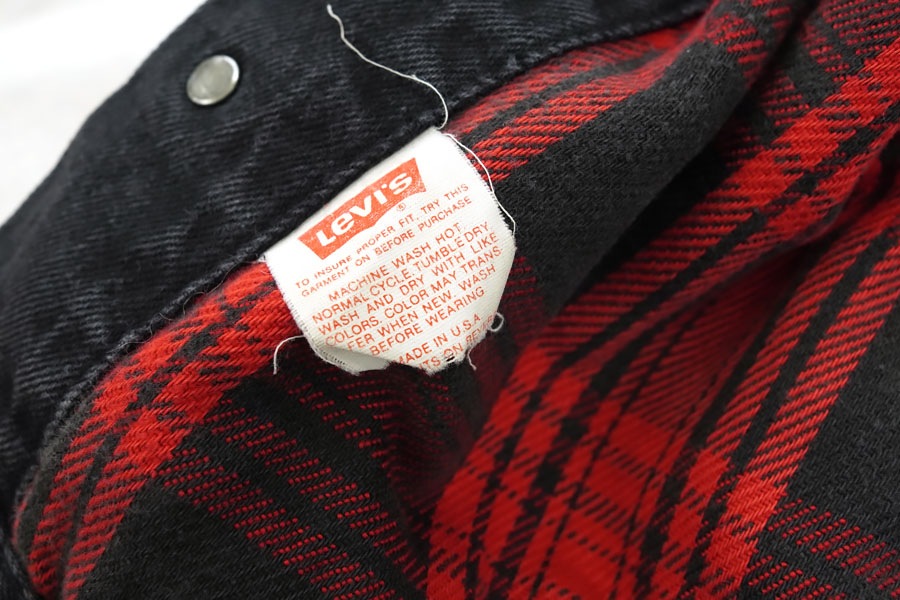 Levi's
®
TO INSURE PROPER FIT, TRY THIS
GARMENT ON BEFORE PURCHASE
MACHINE WASH HOT
NORMAL CYCLE. TUMBLE DRY
WASH AND DRY WITH LIKE
COLORS. COLOR MAY TRANS
FER WHEN NEW. WASH
BEFORE WEARING
MADE IN U.S.A.
ON